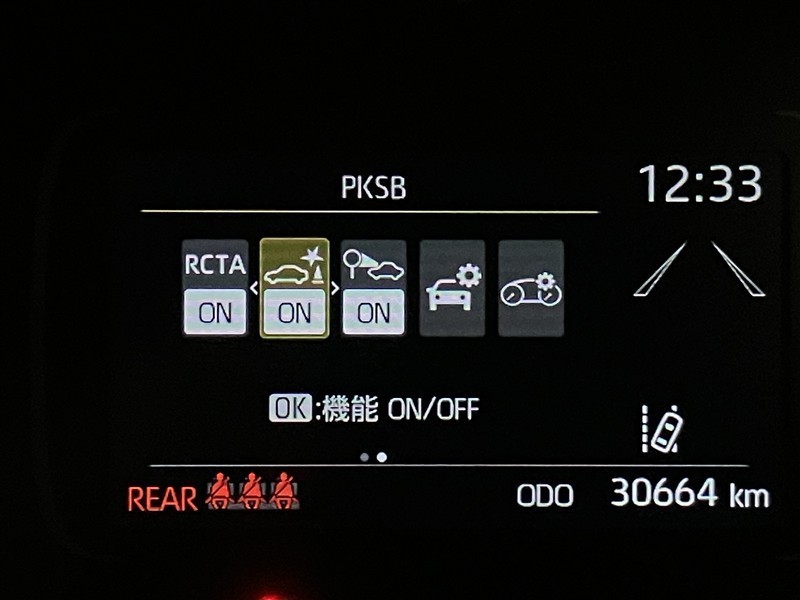 PKSB
12:33
RCTA
ON
ON
ON
OK:機能 ON/OFF
REAR
ODO 30664 km